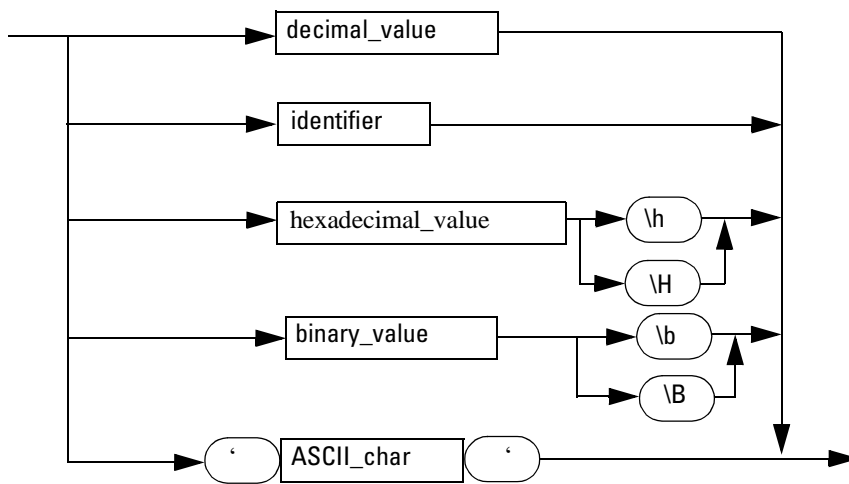 decimal_value
identifier
hexadecimal_value \h
\H
binary_value \b
\B
‘ ASCII_char ‘